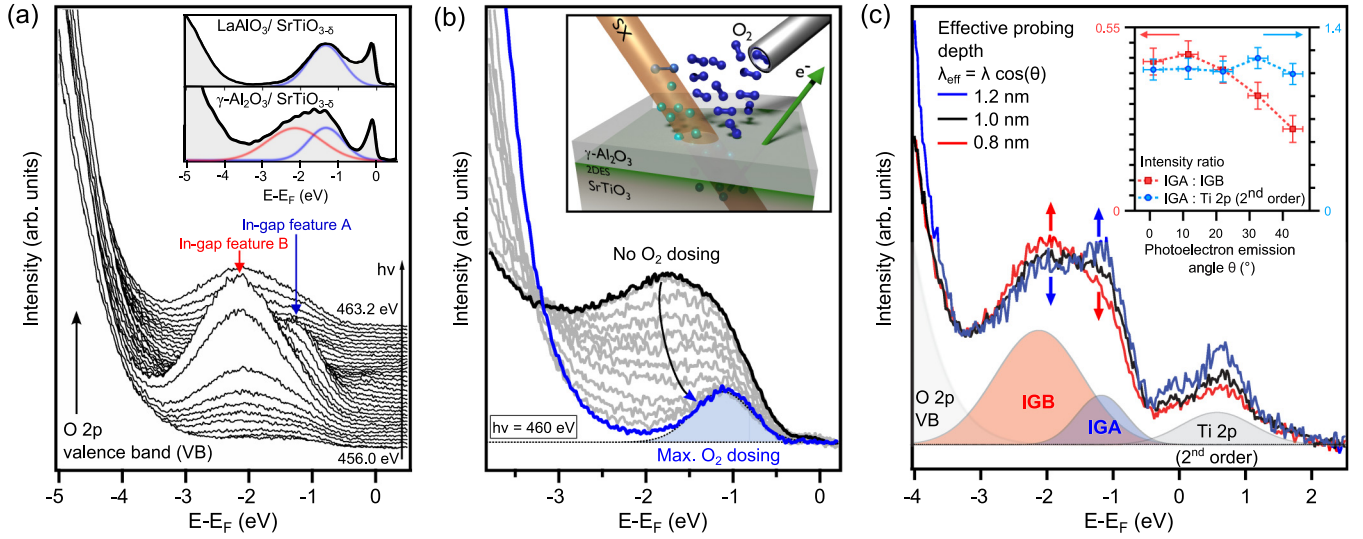 (a)
LaAlO3/ SrTiO3-δ
γ-Al2O3/ SrTiO3-δ
-5 -4 -3 -2 -1 0
E-EF (eV)
In-gap feature A
In-gap feature B
hν
463.2 eV
456.0 eV
O 2p
valence band (VB)
Intensity (arb. units)
-5 -4 -3 -2 -1 0
E-EF (eV)
(b)
SX
O2
e-
γ-Al2O3
2DES
SrTiO3
No O2 dosing
hν = 460 eV
Max. O2 dosing
Intensity (arb. units)
-3 -2 -1 0
E-EF (eV)
(c)
Effective probing
depth
λeff = λ cos(θ)
1.2 nm
1.0 nm
0.8 nm
0.55
1.4
Intensity ratio
IGA : IGB
IGA : Ti 2p (2nd order)
0
0
0 10 20 30 40
Photoelectron emission
angle θ (°)
O 2p
VB
IGB
IGA
Ti 2p
(2nd order)
Intensity (arb. units)
-4 -3 -2 -1 0 1 2
E-EF (eV)